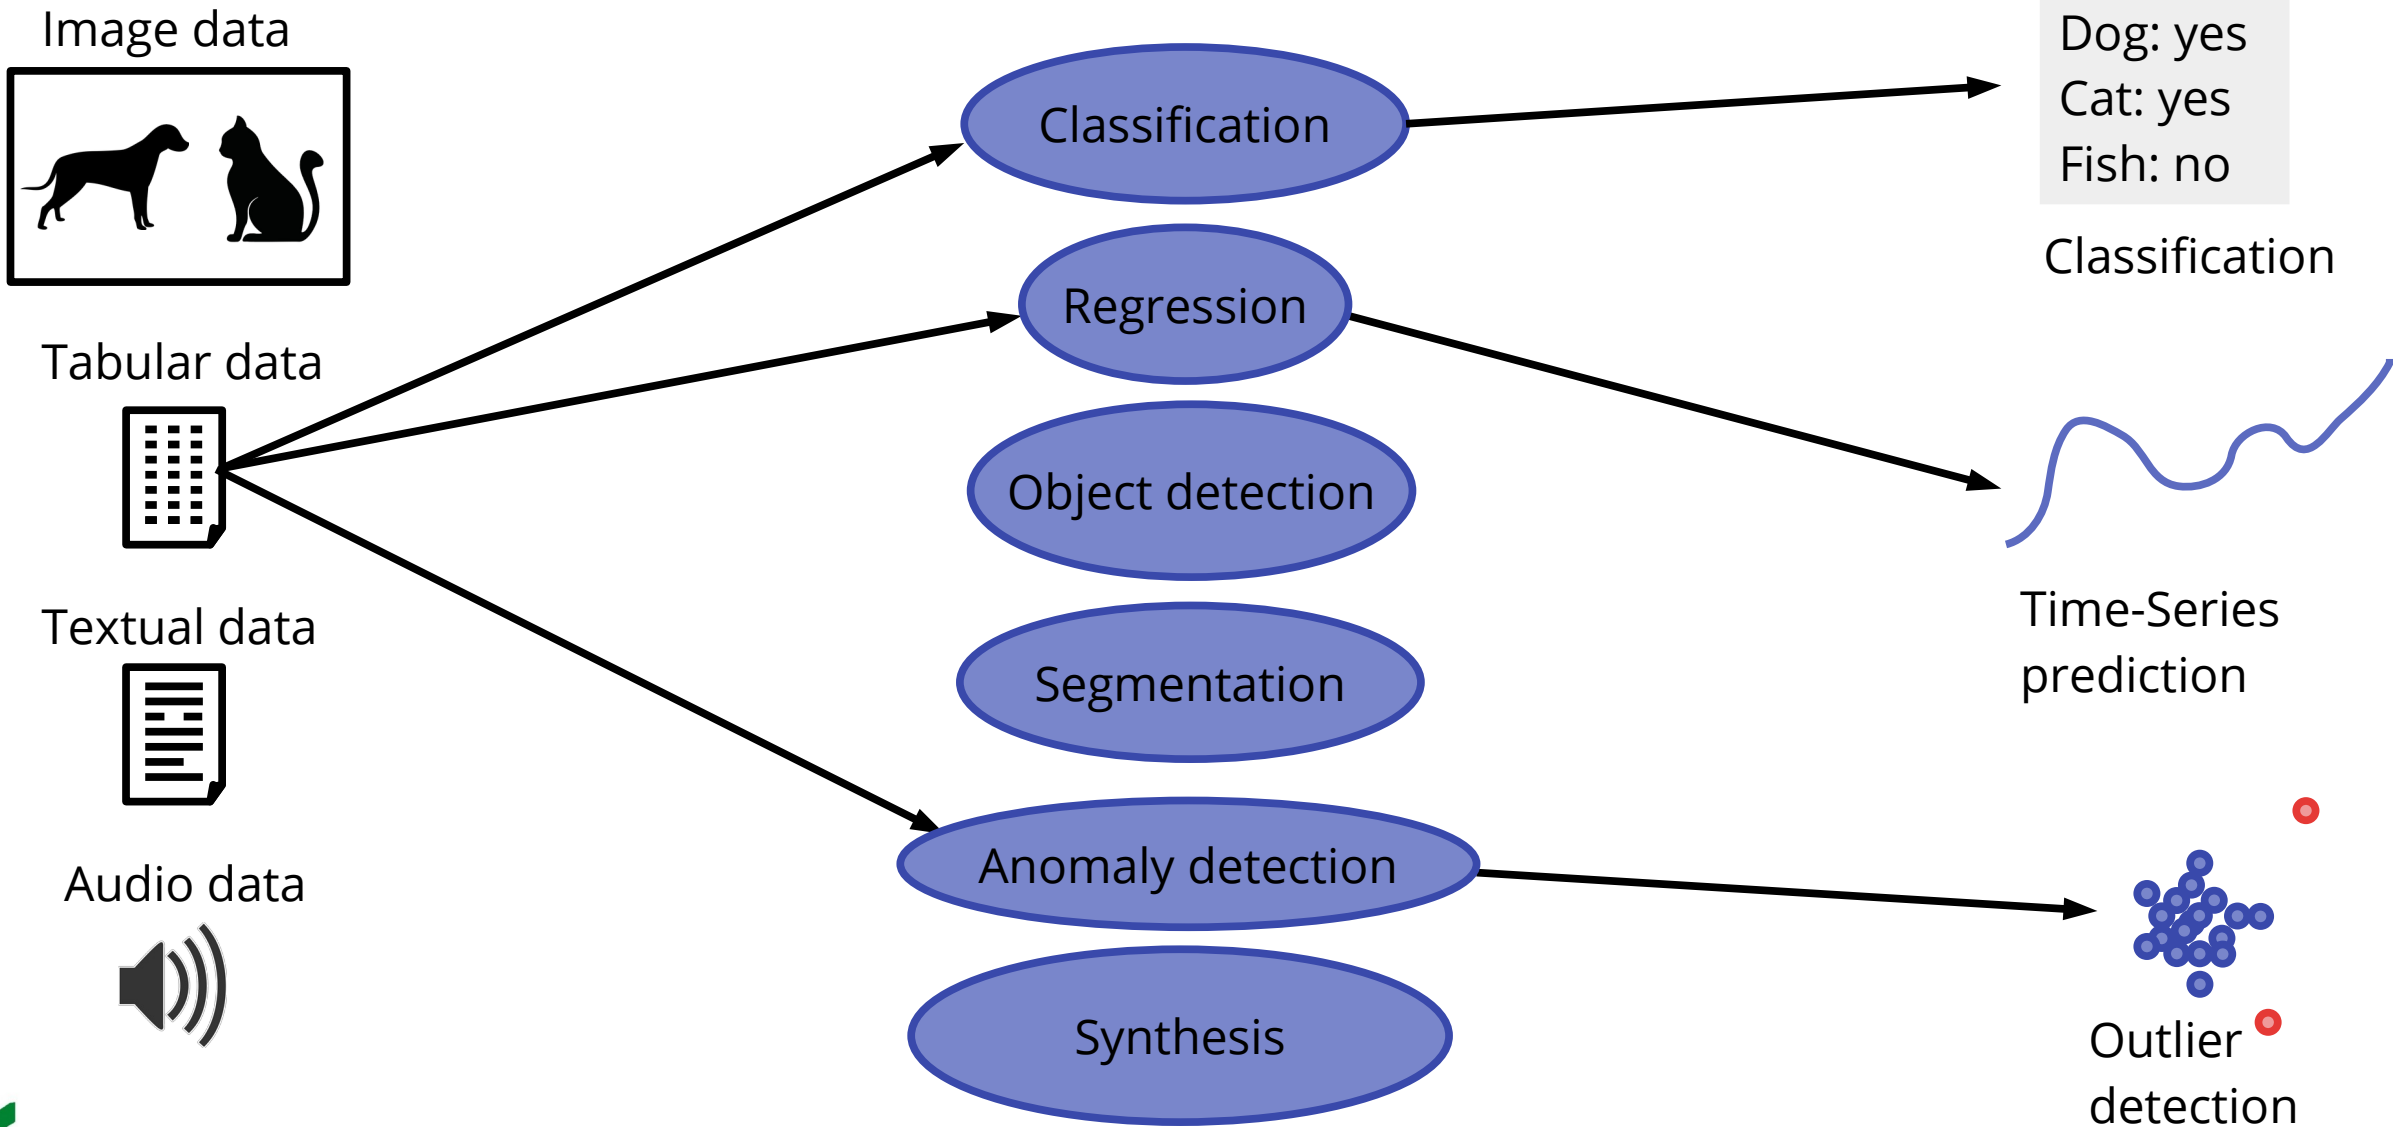 Image data
Tabular data
Textual data
Audio data
Classification
Regression
Object detection
Segmentation
Anomaly detection
Synthesis
Dog: yes
Cat: yes
Fish: no
Classification
Time-Series
prediction
Outlier
detection